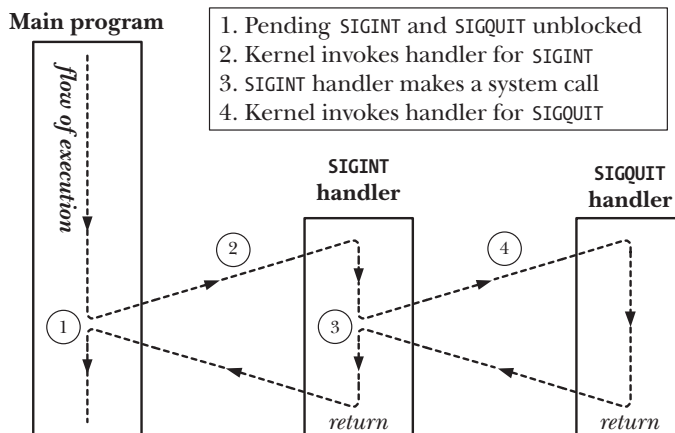 Main program
1. Pending SIGINT and SIGQUIT unblocked
2. Kernel invokes handler for SIGINT
3. SIGINT handler makes a system call
4. Kernel invokes handler for SIGQUIT
flow of execution
SIGINT
handler
SIGQUIT
handler
2
4
1
3
return
return